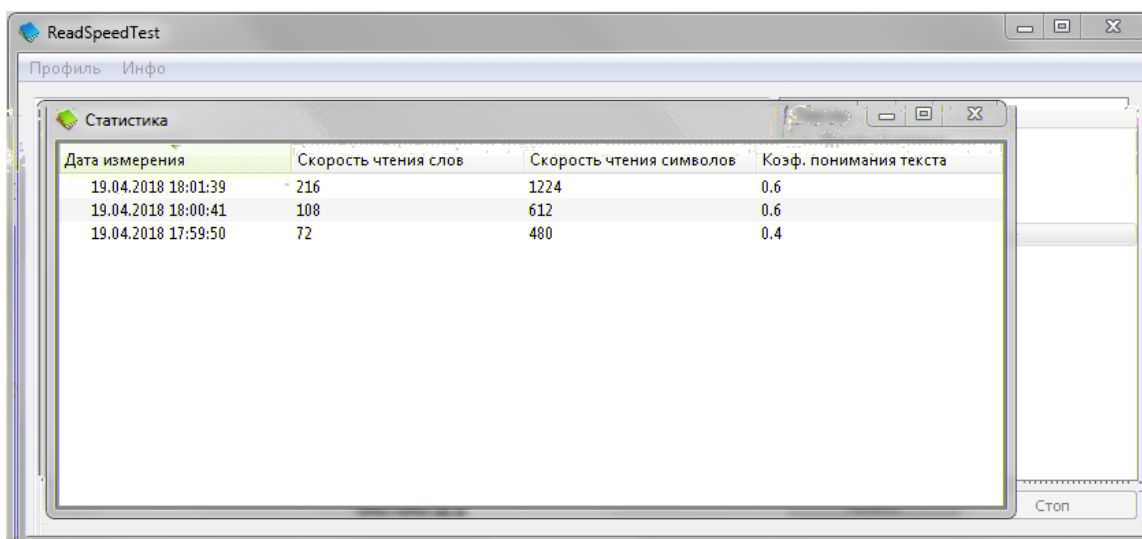 ReadSpeedTest
Профиль Инфо
Статистика
Дата измерения Скорость чтения слов Скорость чтения символов Коэф. понимания текста
19.04.2018 18:01:39 216 1224 0.6
19.04.2018 18:00:41 108 612 0.6
19.04.2018 17:59:50 72 480 0.4
Стоп